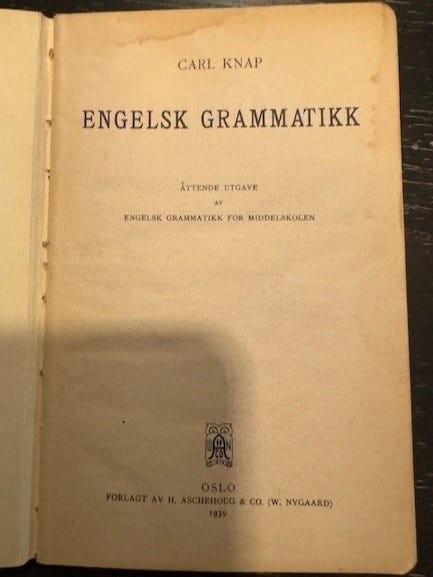 CARL KNAP
ENGELSK GRAMMATIKK
ÅTTENDE UTGAVE
AV
ENGELSK GRAMMATIKK FOR MIDDELSKOLEN
OSLO
FORLAGT AV H. ASCHEHOUG & CO. (W. NYGAARD)
1939